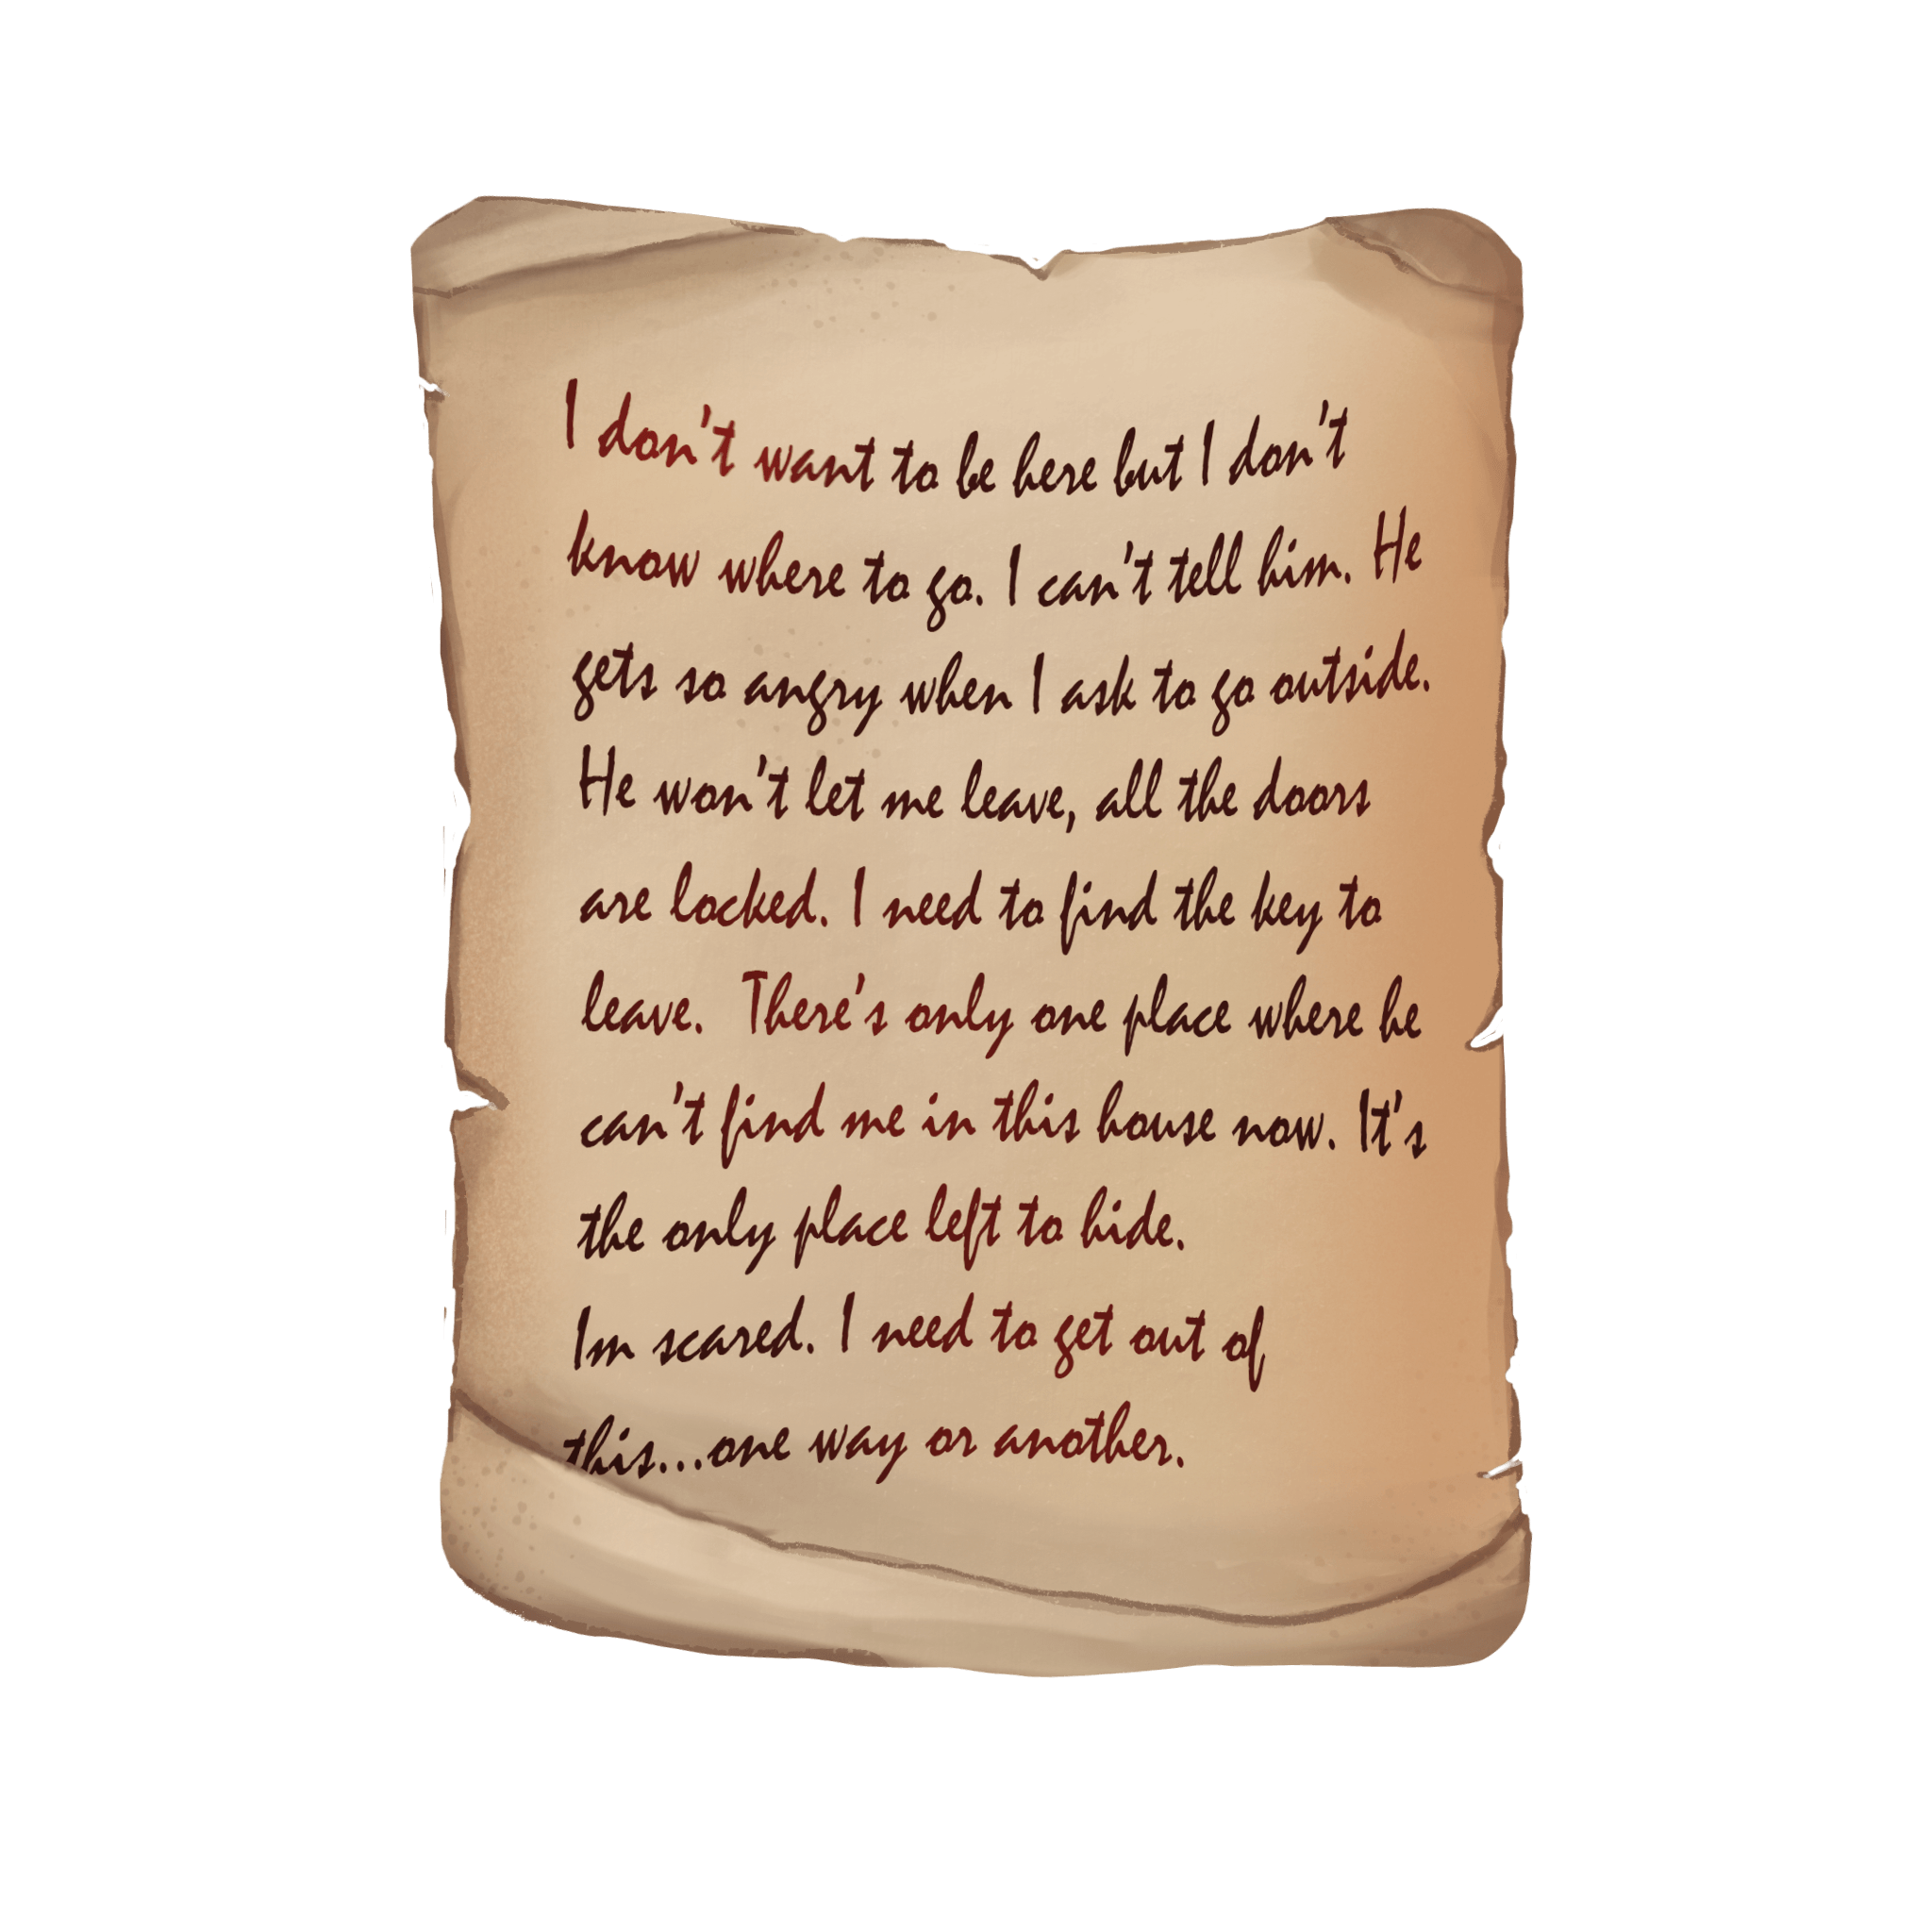 I don't want to be here but I don't
know where to go. I can't tell him. He
gets so angry when I ask to go outside.
He won't let me leave, all the doors
are locked. I need to find the key to
leave. There's only one place where he
can't find me in this house now. It's
the only place left to hide.
Im scared. I need to get out of
this...one way or another.